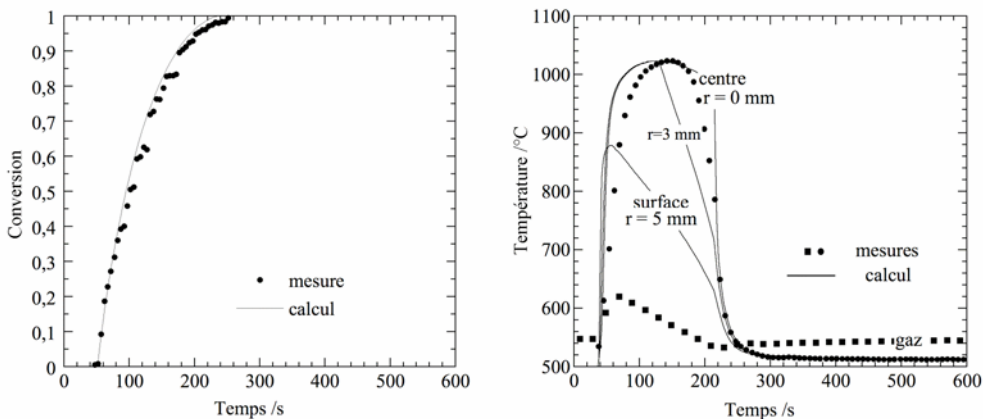 1
0,9
0,8
0,7
0,6
0,5
0,4
0,3
0,2
0,1
0
Conversion
mesure
calcul
0 100 200 300 400 500 600
Temps /s
1100
1000
900
800
700
600
500
Température /°C
centre
r = 0 mm
r=3 mm
surface
r = 5 mm
mesures
calcul
gaz
0 100 200 300 400 500 600
Temps /s